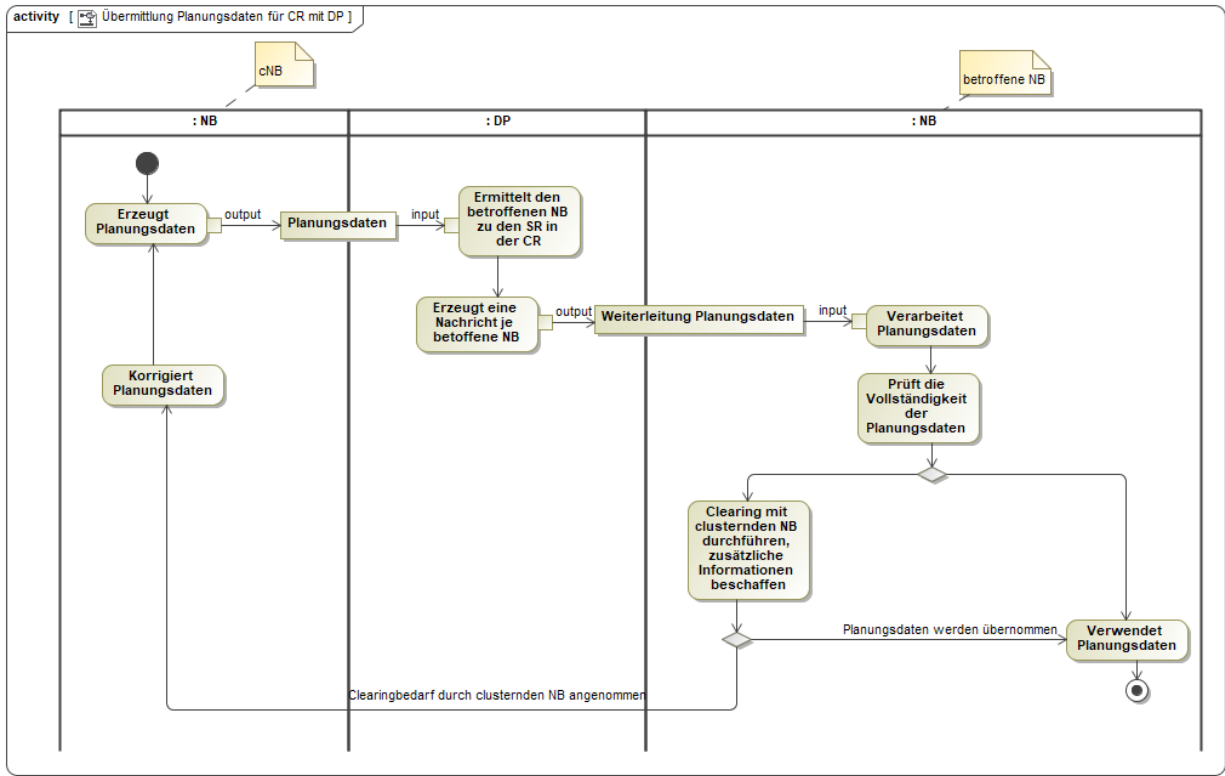 activity [ Übermittlung Planungsdaten für CR mit DP ]
cNB
betroffene NB
: NB
: DP
: NB
Erzeugt
Planungsdaten
output
Planungsdaten
input
Ermittelt den
betroffenen NB
zu den SR in
der CR
Erzeugt eine
Nachricht je
betoffene NB
output
Weiterleitung Planungsdaten
input
Verarbeitet
Planungsdaten
Korrigiert
Planungsdaten
Prüft die
Vollständigkeit
der
Planungsdaten
Clearing mit
clusternden NB
durchführen,
zusätzliche
Informationen
beschaffen
Planungsdaten werden übernommen
Verwendet
Planungsdaten
Clearingbedarf durch clusternden NB angenommen